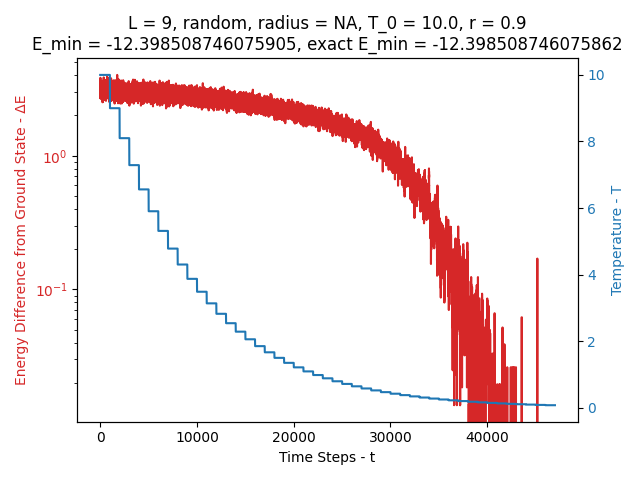 L = 9, random, radius = NA, T_0 = 10.0, r = 0.9
E_min = -12.398508746075905, exact E_min = -12.398508746075862
Energy Difference from Ground State - ΔE
10⁰
10⁻¹
0
10000
20000
30000
40000
Time Steps - t
10
8
6
4
2
0
Temperature - T